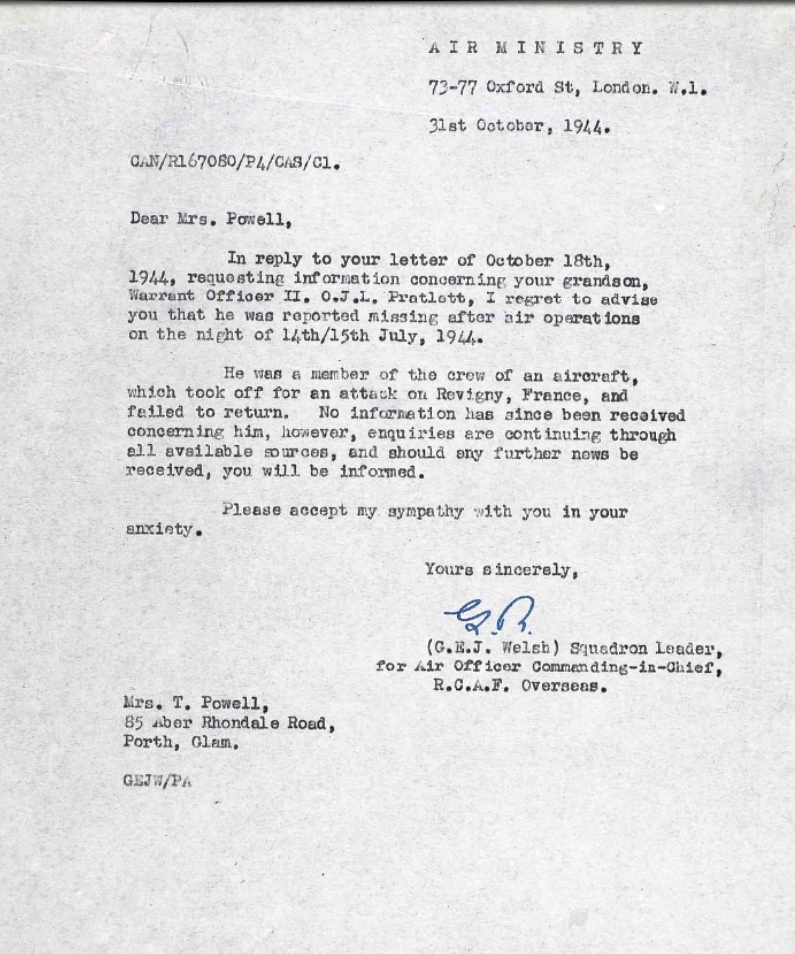 AIR MINISTRY
73-77 Oxford St, London. W.1.
31st October, 1944.
CAN/R167080/P4/CAS/C1.
Dear Mrs. Powell,
In reply to your letter of October 18th,
1944, requesting information concerning your grandson,
Warrant Officer II. O.J.L. Pratlett, I regret to advise
you that he was reported missing after air operations
on the night of 14th/15th July, 1944.
He was a member of the crew of an aircraft,
which took off for an attack on Revigny, France, and
failed to return. No information has since been received
concerning him, however, enquiries are continuing through
all available sources, and should any further news be
received, you will be informed.
Please accept my sympathy with you in your
anxiety.
Yours sincerely,
(G.E.J. Welsh) Squadron Leader,
for Air Officer Commanding-in-Chief,
R.C.A.F. Overseas.
Mrs. T. Powell,
85 Aber Rhondale Road,
Porth, Glam.
GEJW/PA